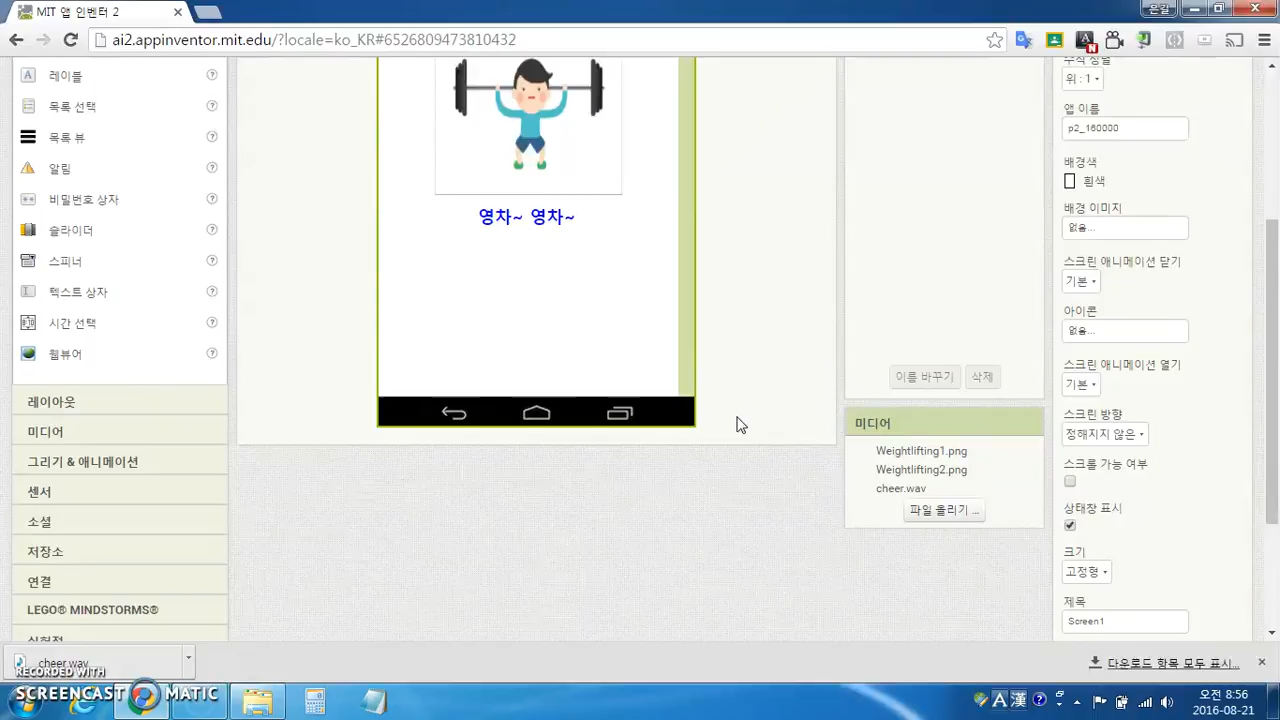 MIT 앱 인벤터 2
은일
ai2.appinventor.mit.edu/?locale=ko_KR#6526809473810432
레이블
목록 선택
목록 뷰
알림
비밀번호 상자
슬라이더
스피너
텍스트 상자
시간 선택
웹뷰어
레이아웃
미디어
그리기 & 애니메이션
센서
소셜
저장소
연결
LEGO® MINDSTORMS®
실험적
영차~ 영차~
이름 바꾸기
삭제
미디어
Weightlifting1.png
Weightlifting2.png
cheer.wav
파일 올리기 ...
수직 정렬
위 : 1
앱 이름
p2_160000
배경색
흰색
배경 이미지
없음...
스크린 애니메이션 닫기
기본
아이콘
없음...
스크린 애니메이션 열기
기본
스크린 방향
정해지지 않은
스크롤 가능 여부
상태창 표시
크기
고정형
제목
Screen1
cheer.wav
다운로드 항목 모두 표시...
RECORDED WITH
SCREENCAST MATIC
A 漢
오전 8:56
2016-08-21